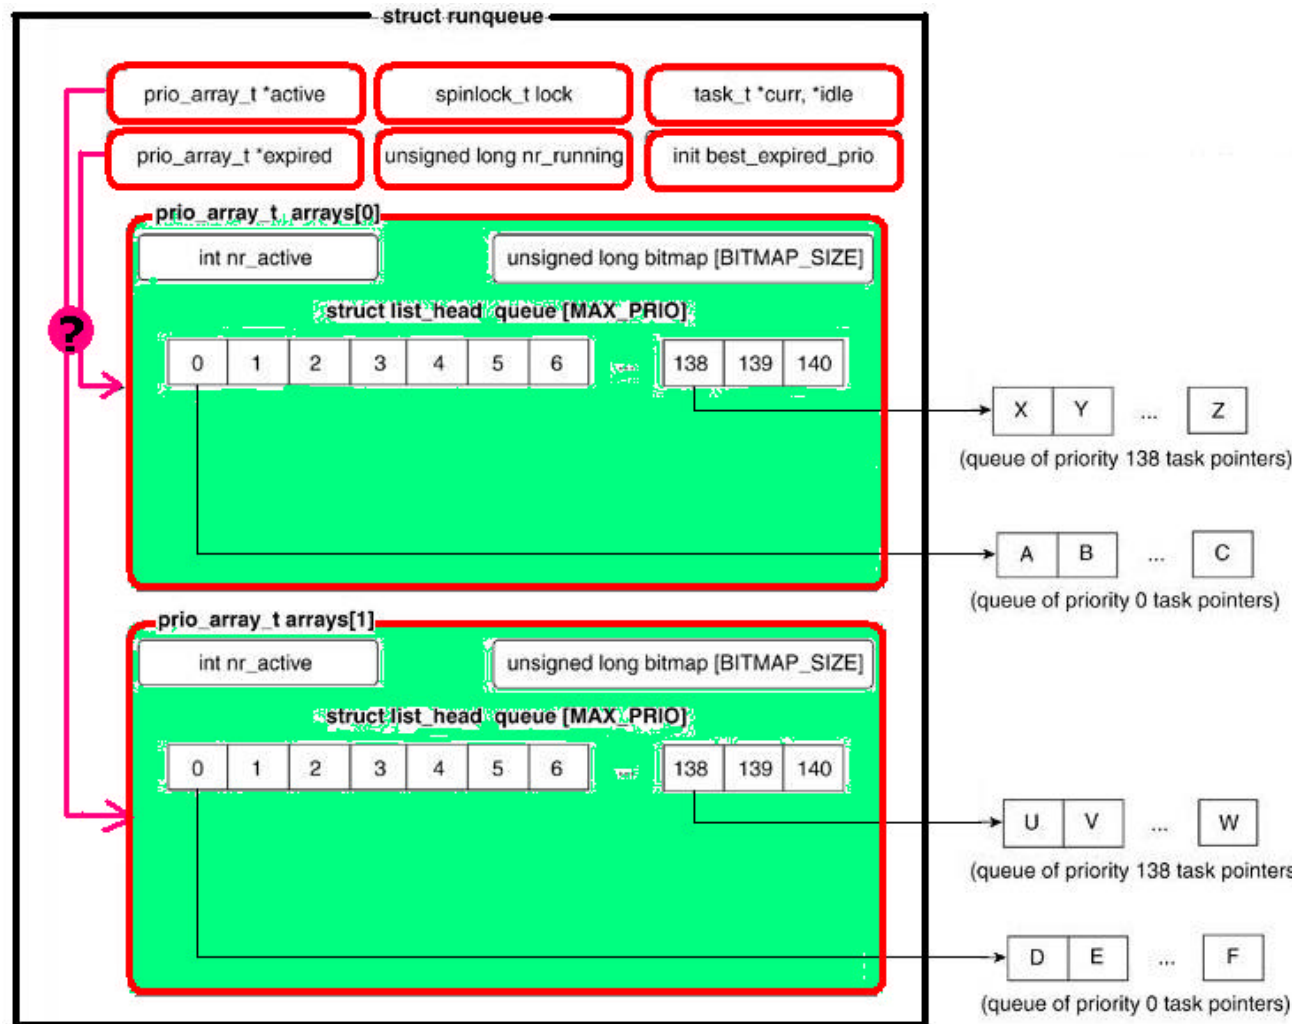 struct runqueue
prio_array_t *active
spinlock_t lock
task_t *curr, *idle
prio_array_t *expired
unsigned long nr_running
init best_expired_prio
prio_array_t arrays[0]
int nr_active
unsigned long bitmap [BITMAP_SIZE]
struct list_head queue [MAX_PRIO]
?
0 1 2 3 4 5 6 138 139 140
X Y ... Z
(queue of priority 138 task pointers)
A B ... C
(queue of priority 0 task pointers)
prio_array_t arrays[1]
int nr_active
unsigned long bitmap [BITMAP_SIZE]
struct list_head queue [MAX_PRIO]
0 1 2 3 4 5 6 138 139 140
U V ... W
(queue of priority 138 task pointers
D E ... F
(queue of priority 0 task pointers)